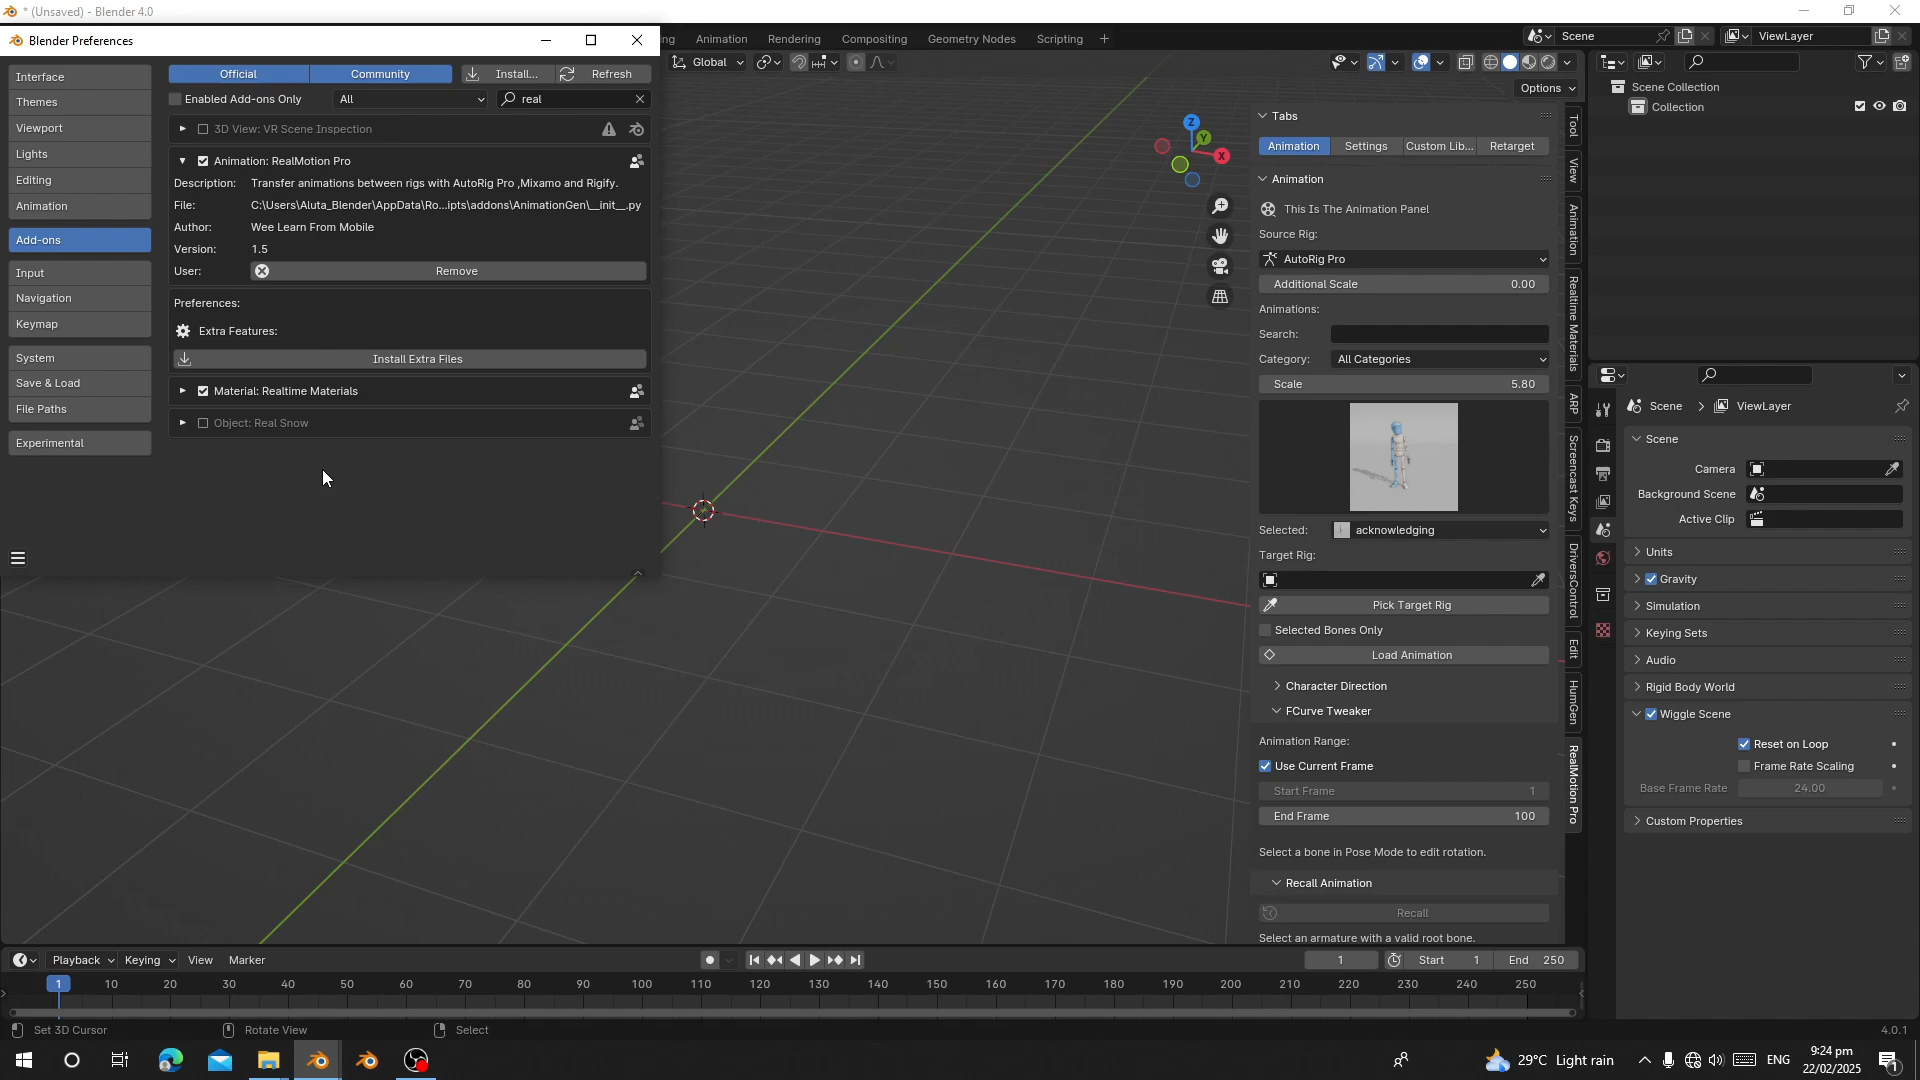 * (Unsaved) - Blender 4.0
Blender Preferences
Interface
Themes
Viewport
Lights
Editing
Animation
Add-ons
Input
Navigation
Keymap
System
Save & Load
File Paths
Experimental
Official Community Install... Refresh
Enabled Add-ons Only All real
3D View: VR Scene Inspection
Animation: RealMotion Pro
Description: Transfer animations between rigs with AutoRig Pro ,Mixamo and Rigify.
File: C:\Users\Aluta_Blender\AppData\Ro...ipts\addons\AnimationGen\__init__.py
Author: Wee Learn From Mobile
Version: 1.5
User: Remove
Preferences:
Extra Features:
Install Extra Files
Material: Realtime Materials
Object: Real Snow
Animation Rendering Compositing Geometry Nodes Scripting +
Global
Options
Z
Y
X
Tabs
Animation Settings Custom Lib... Retarget
Animation
This Is The Animation Panel
Source Rig:
AutoRig Pro
Additional Scale 0.00
Animations:
Search:
Category: All Categories
Scale 5.80
Selected: acknowledging
Target Rig:
Pick Target Rig
Selected Bones Only
Load Animation
Character Direction
FCurve Tweaker
Animation Range:
Use Current Frame
Start Frame 1
End Frame 100
Select a bone in Pose Mode to edit rotation.
Recall Animation
Recall
Select an armature with a valid root bone.
Tool
View
Animation
Realtime Materials
ARP
Screencast Keys
DriversControl
Edit
HumGen
RealMotion Pro
Scene ViewLayer
Scene Collection
Collection
Scene ViewLayer
Scene
Camera
Background Scene
Active Clip
Units
Gravity
Simulation
Keying Sets
Audio
Rigid Body World
Wiggle Scene
Reset on Loop
Frame Rate Scaling
Base Frame Rate 24.00
Custom Properties
Playback Keying View Marker 1 Start 1 End 250
1 10 20 30 40 50 60 70 80 90 100 110 120 130 140 150 160 170 180 190 200 210 220 230 240 250
Set 3D Cursor Rotate View Select 4.0.1
29°C Light rain ENG 9:24 pm
22/02/2025
1